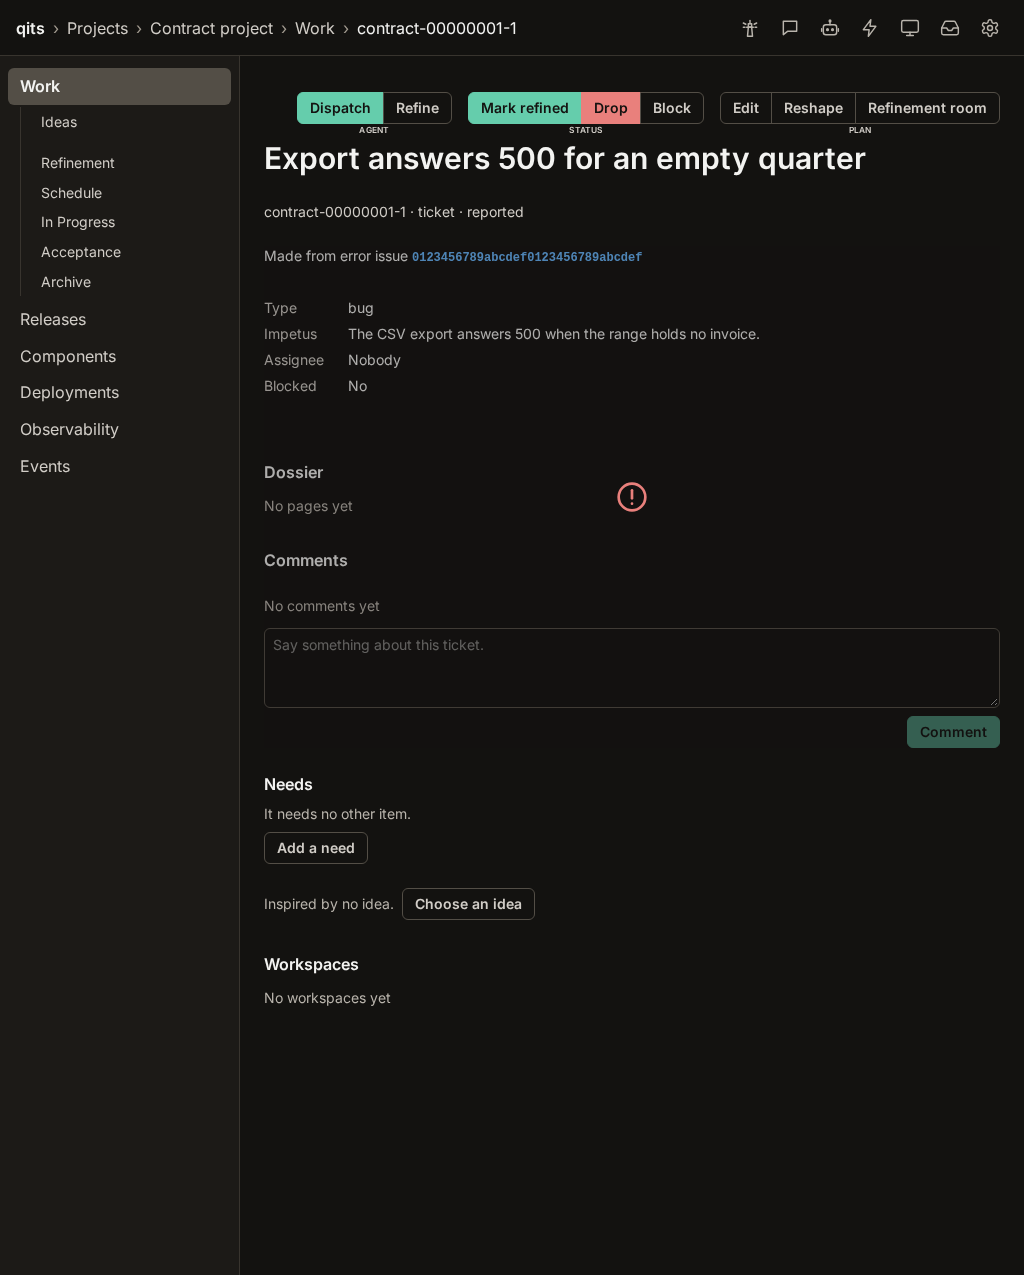 qits › Projects › Contract project › Work › contract-00000001-1
Work
Ideas
Refinement
Schedule
In Progress
Acceptance
Archive
Releases
Components
Deployments
Observability
Events
Dispatch Refine
AGENT
Mark refined Drop Block
STATUS
Edit Reshape Refinement room
PLAN
Export answers 500 for an empty quarter
contract-00000001-1 · ticket · reported
Made from error issue 0123456789abcdef0123456789abcdef
Type bug
Impetus The CSV export answers 500 when the range holds no invoice.
Assignee Nobody
Blocked No
Dossier
No pages yet
Comments
No comments yet
Say something about this ticket.
Comment
Needs
It needs no other item.
Add a need
Inspired by no idea. Choose an idea
Workspaces
No workspaces yet